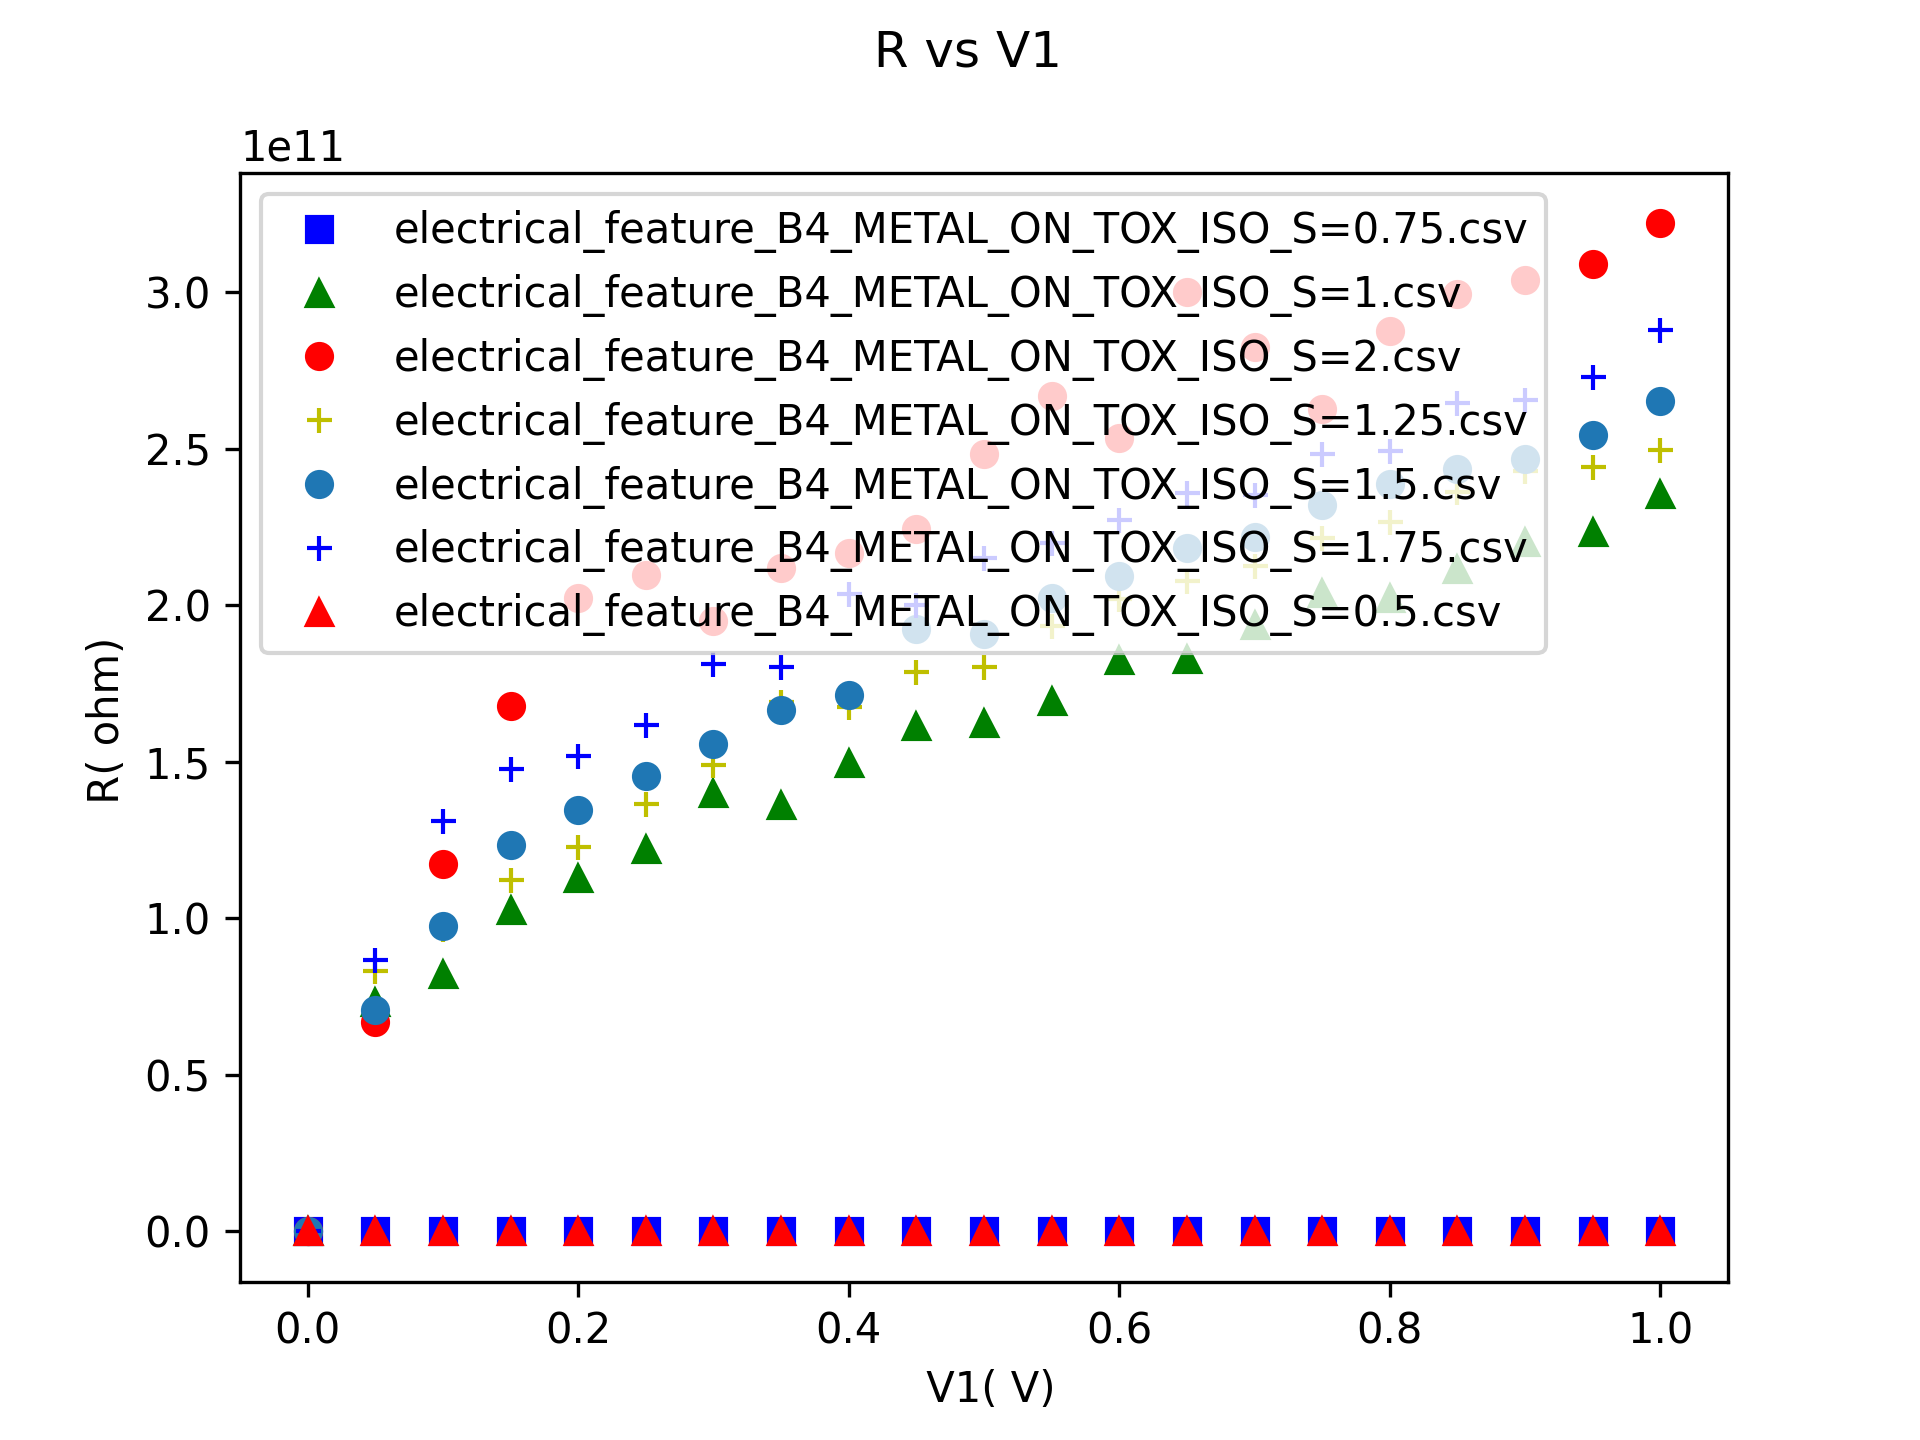 R vs V1
1e11
electrical_feature_B4_METAL_ON_TOX_ISO_S=0.75.csv
electrical_feature_B4_METAL_ON_TOX_ISO_S=1.csv
electrical_feature_B4_METAL_ON_TOX_ISO_S=2.csv
electrical_feature_B4_METAL_ON_TOX_ISO_S=1.25.csv
electrical_feature_B4_METAL_ON_TOX_ISO_S=1.5.csv
electrical_feature_B4_METAL_ON_TOX_ISO_S=1.75.csv
electrical_feature_B4_METAL_ON_TOX_ISO_S=0.5.csv
3.0
2.5
2.0
1.5
1.0
0.5
0.0
R( ohm)
0.0 0.2 0.4 0.6 0.8 1.0
V1( V)